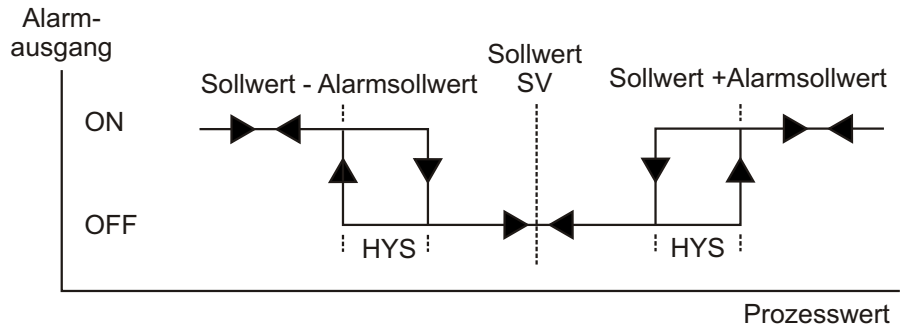 Alarm-
ausgang
Sollwert
SV
Sollwert - Alarmsollwert
Sollwert +Alarmsollwert
ON
OFF
HYS
HYS
Prozesswert